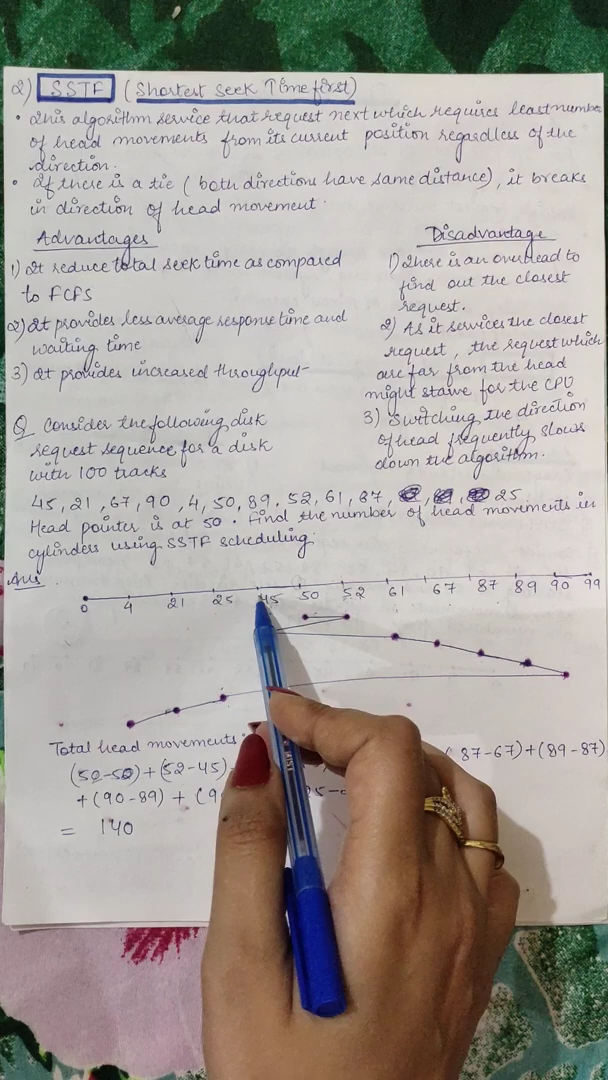 2) SSTF (Shortest Seek Time first)
• This algorithm service that request next which requires least number
of head movements from its current position regardless of the
direction.
• If there is a tie (both directions have same distance), it breaks
in direction of head movement.
Advantages
1) It reduce total seek time as compared
to FCFS
2) It provides less average response time and
waiting time
3) It provides increased throughput
Disadvantage
1) There is an overhead to
find out the closest
request.
2) As it services the closest
request, the request which
are far from the head
might starve for the CPU
3) Switching the direction
of head frequently slows
down the algorithm.
Q Consider the following disk
request sequence for a disk
with 100 tracks
45, 21, 67, 90, 4, 50, 89, 52, 61, 87, 25
Head pointer is at 50. Find the number of head movements in
cylinders using SSTF scheduling.
Ans.
0 4 21 25 45 50 52 61 67 87 89 90 99
Total head movements:
(52-50)+(52-45) 87-67)+(89-87)
+(90-89) + (9
= 140